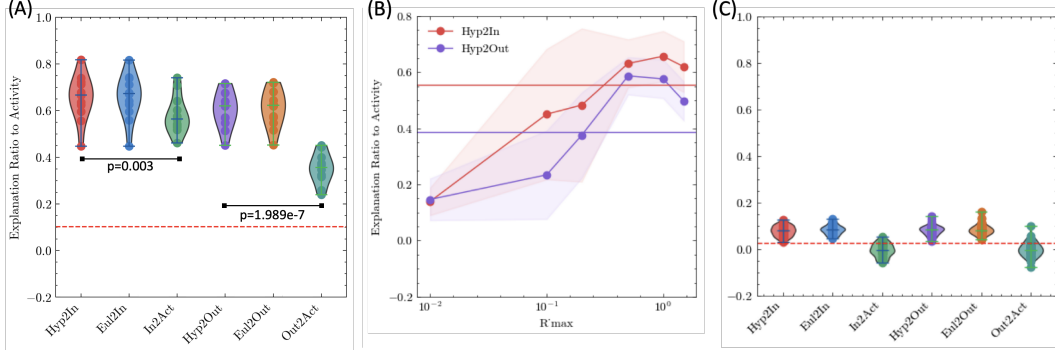 (A)
Explanation Ratio to Activity
1.0
0.8
0.6
0.4
0.2
0.0
−0.2
p=0.003
p=1.989e-7
Hyp2In
Eul2In
In2Act
Hyp2Out
Eul2Out
Out2Act
(B)
Explanation Ratio to Activity
0.8
0.6
0.4
0.2
0.0
−0.2
Hyp2In
Hyp2Out
10⁻²
10⁻¹
10⁰
R'max
(C)
1.0
0.8
0.6
0.4
0.2
0.0
−0.2
Hyp2In
Eul2In
In2Act
Hyp2Out
Eul2Out
Out2Act